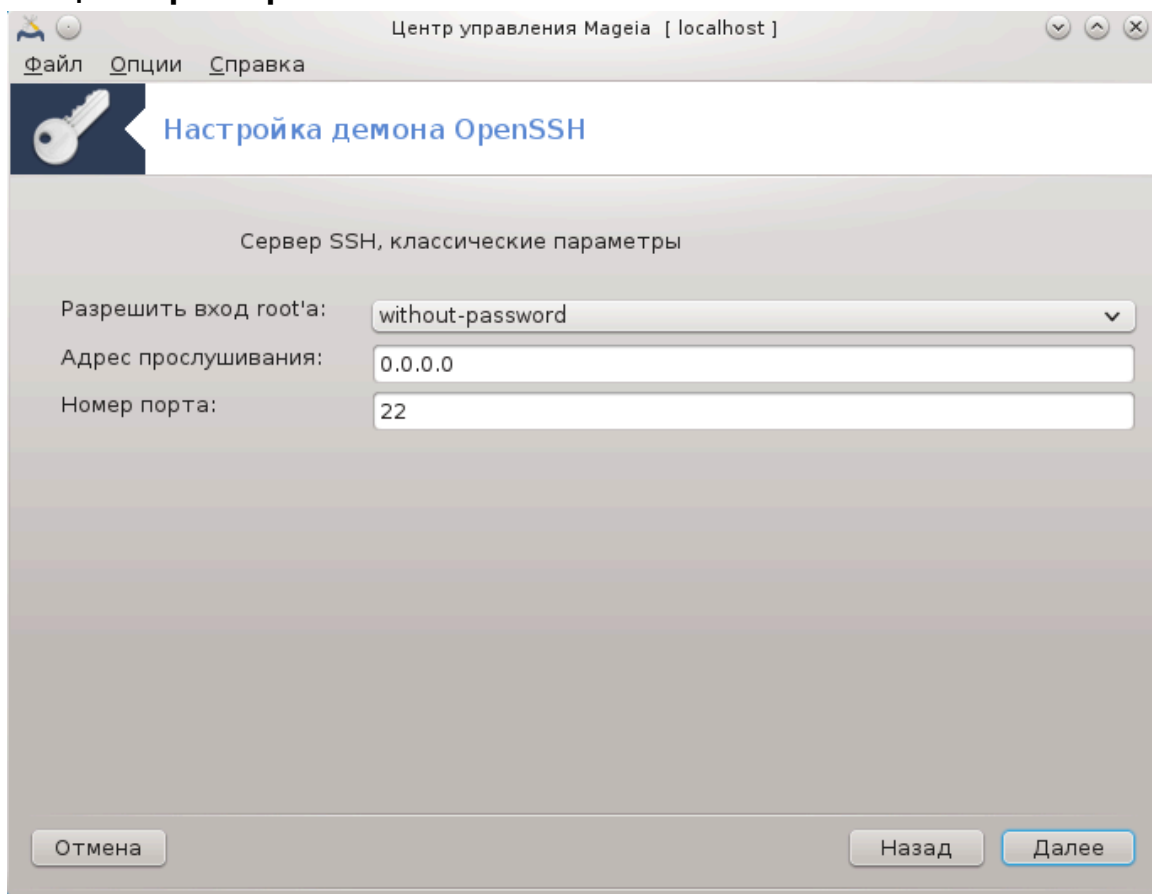 Центр управления Mageia [ localhost ]
Файл Опции Справка
Настройка демона OpenSSH
Сервер SSH, классические параметры
Разрешить вход root'а: without-password
Адрес прослушивания: 0.0.0.0
Номер порта: 22
Отмена Назад Далее